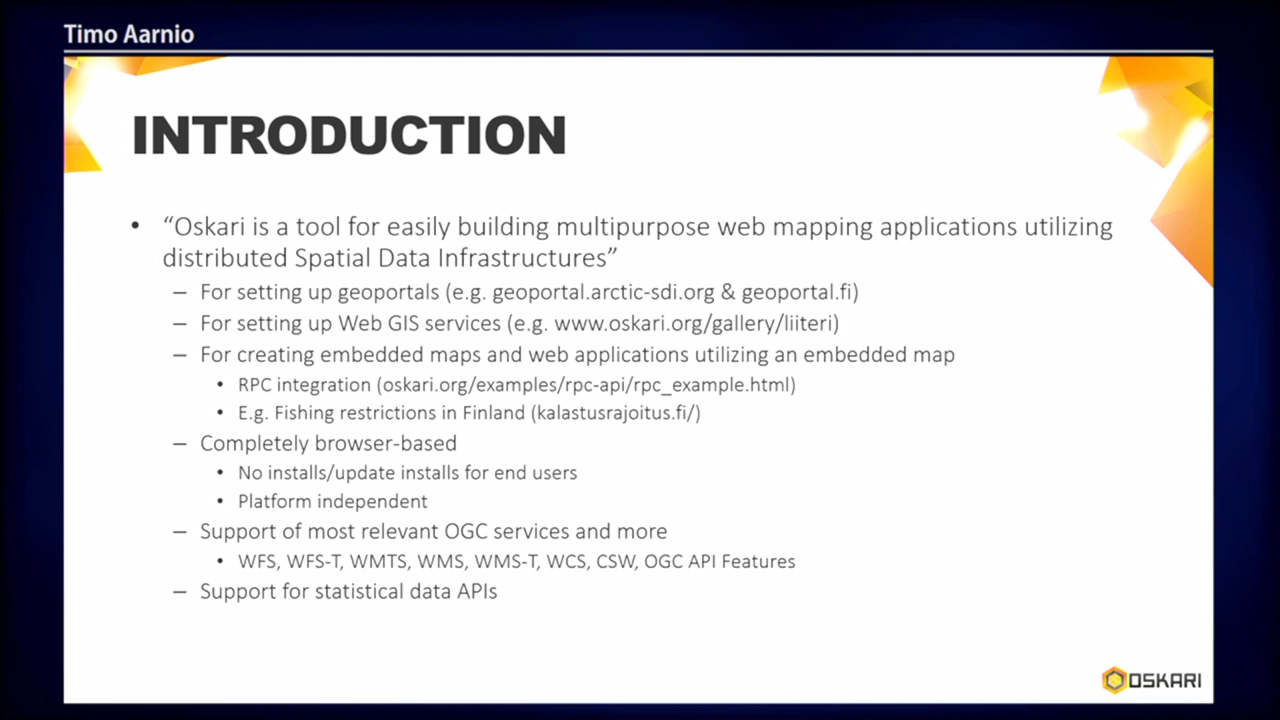 Timo Aarnio
INTRODUCTION
• “Oskari is a tool for easily building multipurpose web mapping applications utilizing
distributed Spatial Data Infrastructures”
– For setting up geoportals (e.g. geoportal.arctic-sdi.org & geoportal.fi)
– For setting up Web GIS services (e.g. www.oskari.org/gallery/liiteri)
– For creating embedded maps and web applications utilizing an embedded map
• RPC integration (oskari.org/examples/rpc-api/rpc_example.html)
• E.g. Fishing restrictions in Finland (kalastusrajoitus.fi/)
– Completely browser-based
• No installs/update installs for end users
• Platform independent
– Support of most relevant OGC services and more
• WFS, WFS-T, WMTS, WMS, WMS-T, WCS, CSW, OGC API Features
– Support for statistical data APIs
OSKARI